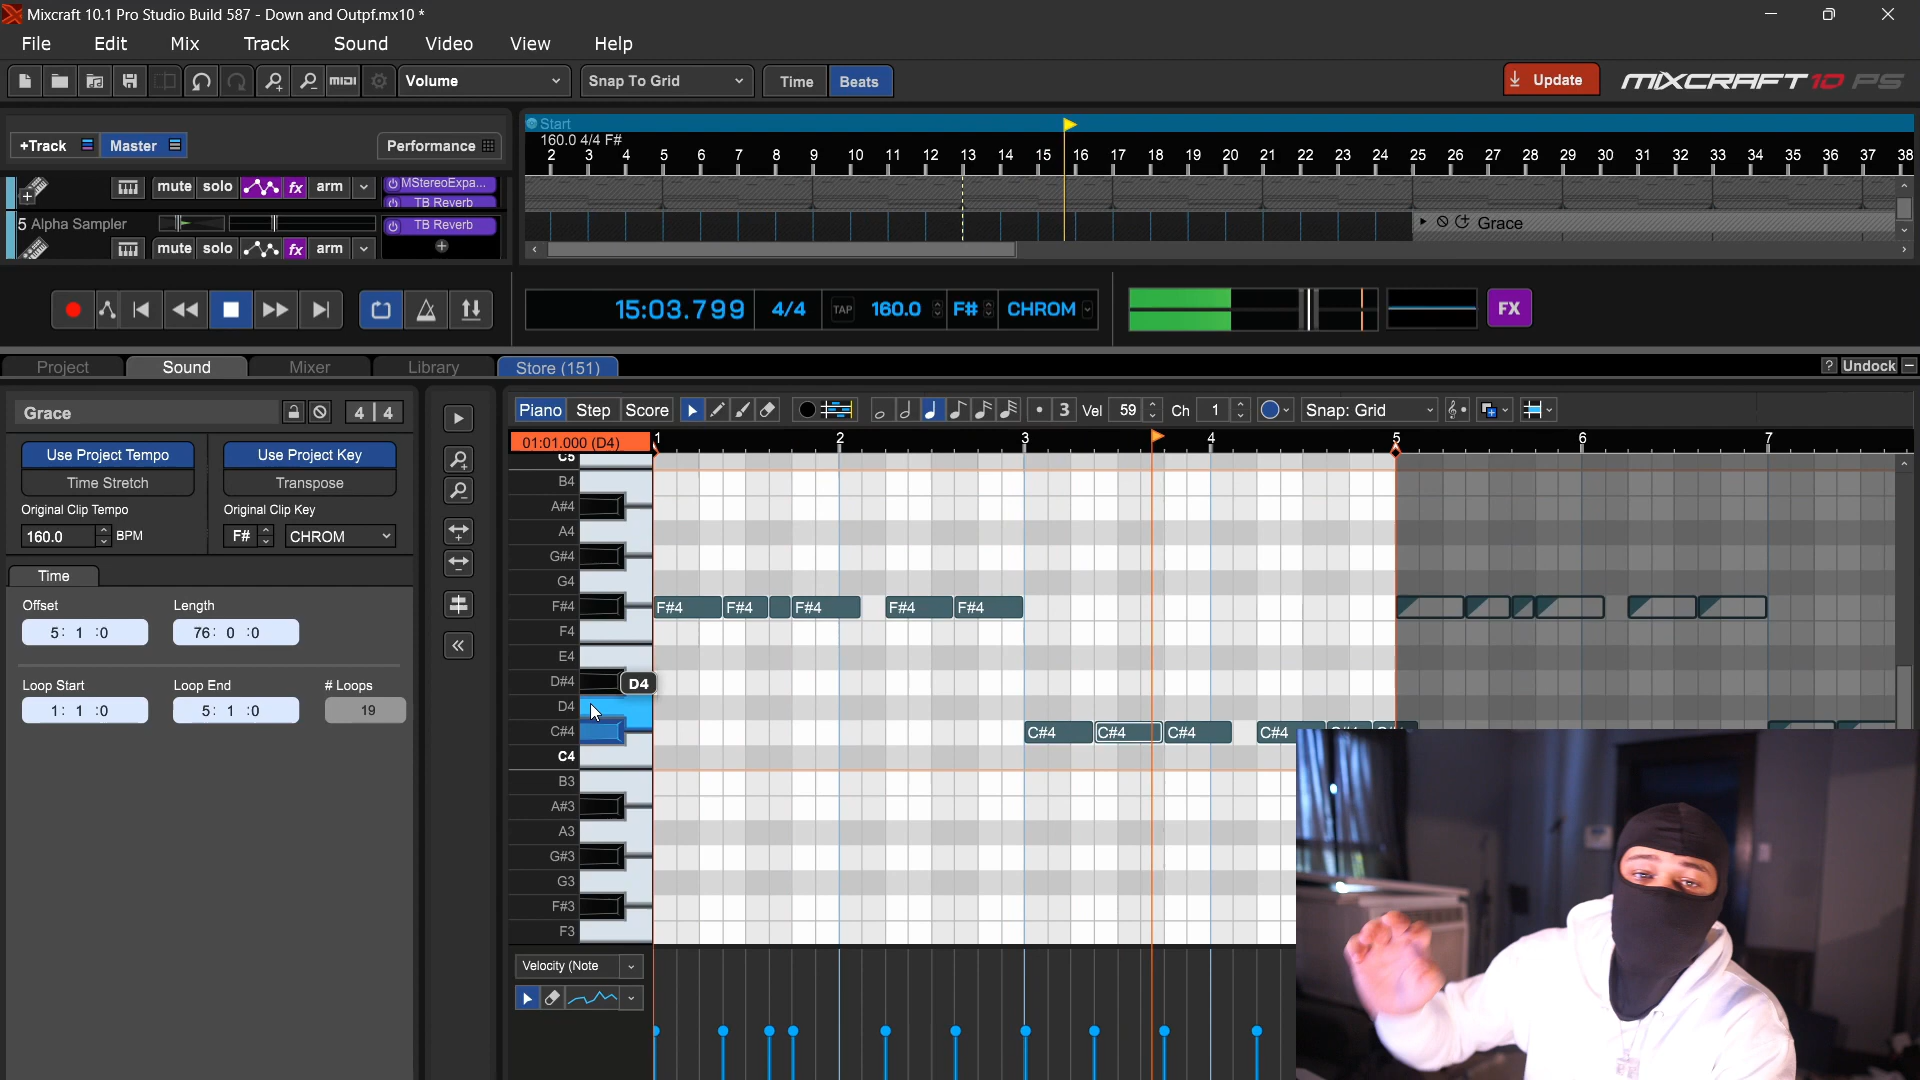 Mixcraft 10.1 Pro Studio Build 587 - Down and Outpf.mx10 *
File Edit Mix Track Sound Video View Help
MIDI Volume Snap To Grid Time Beats Update MIXCRAFT 10 PS
Start
160.0 4/4 F#
+Track Master Performance
2 3 4 5 6 7 8 9 10 11 12 13 14 15 16 17 18 19 20 21 22 23 24 25 26 27 28 29 30 31 32 33 34 35 36 37 38
mute solo fx arm MStereoExpa...
TB Reverb
5 Alpha Sampler TB Reverb
Grace
mute solo fx arm
15:03.799 4/4 TAP 160.0 F# CHROM FX
Project Sound Mixer Library Store (151) ? Undock
Grace 4 4
Piano Step Score 3 Vel 59 Ch 1 Snap: Grid
01:01.000 (D4) 1 2 3 4 5 6 7
Use Project Tempo Use Project Key
Time Stretch Transpose
Original Clip Tempo Original Clip Key
160.0 BPM F# CHROM
Time
Offset Length
5: 1 :0 76: 0 :0
Loop Start Loop End # Loops
1: 1 :0 5: 1 :0 19
C5
B4
A#4
A4
G#4
G4
F#4 F#4 F#4 F#4 F#4 F#4
F4
E4
D#4 D4
D4
C#4 C#4 C#4 C#4 C#4
C4
B3
A#3
A3
G#3
G3
F#3
F3
Velocity (Note